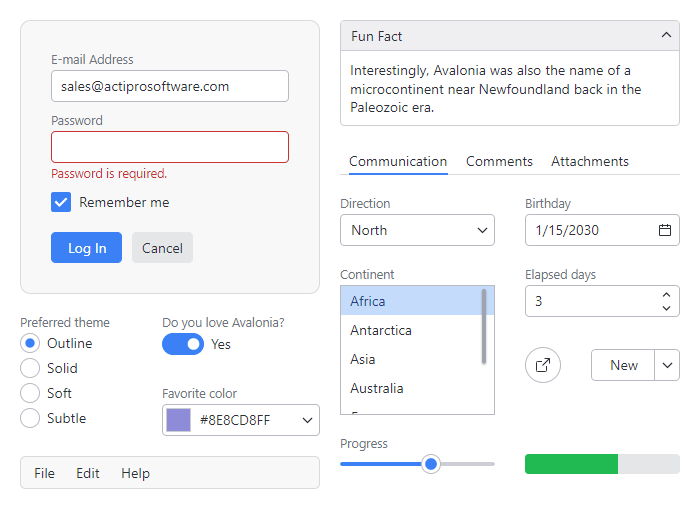 E-mail Address
sales@actiprosoftware.com
Password
Password is required.
Remember me
Log In
Cancel
Fun Fact
Interestingly, Avalonia was also the name of a
microcontinent near Newfoundland back in the
Paleozoic era.
Communication
Comments
Attachments
Direction
North
Birthday
1/15/2030
Continent
Africa
Antarctica
Asia
Australia
Elapsed days
3
New
Preferred theme
Outline
Solid
Soft
Subtle
Do you love Avalonia?
Yes
Favorite color
#8E8CD8FF
Progress
File
Edit
Help